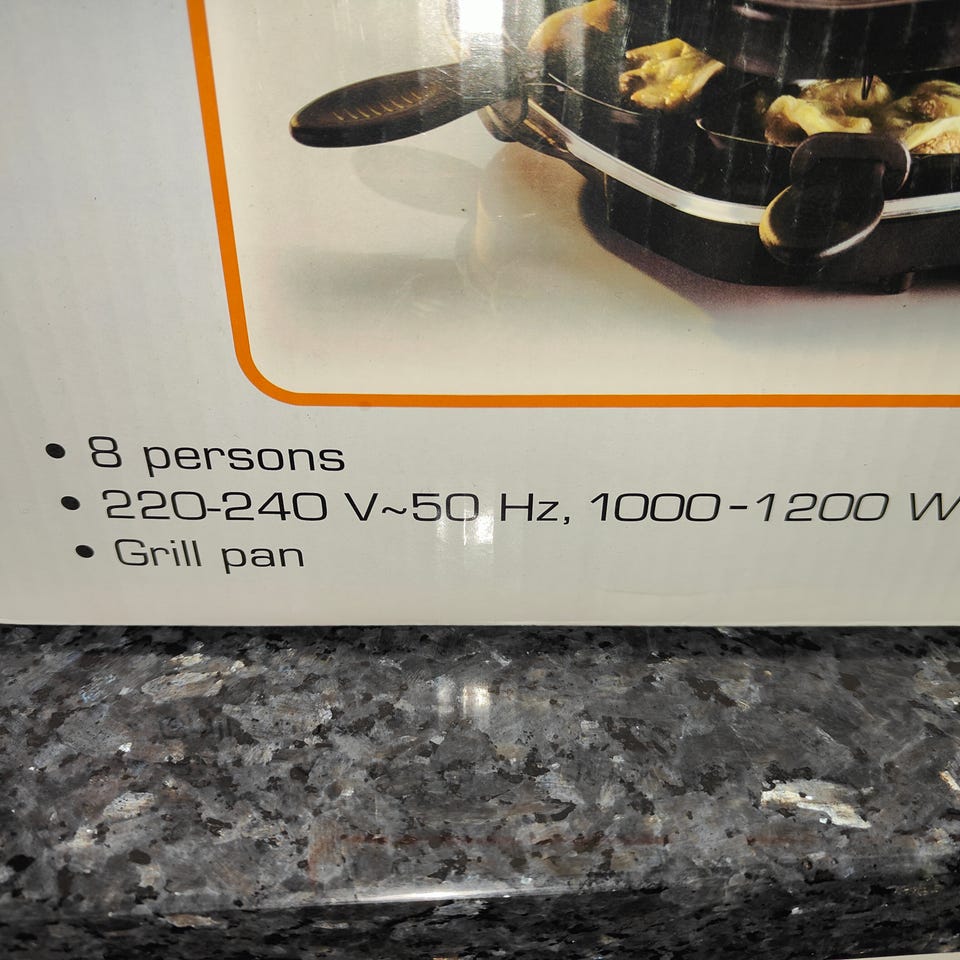 • 8 persons
• 220-240 V~50 Hz, 1000-1200 W
• Grill pan